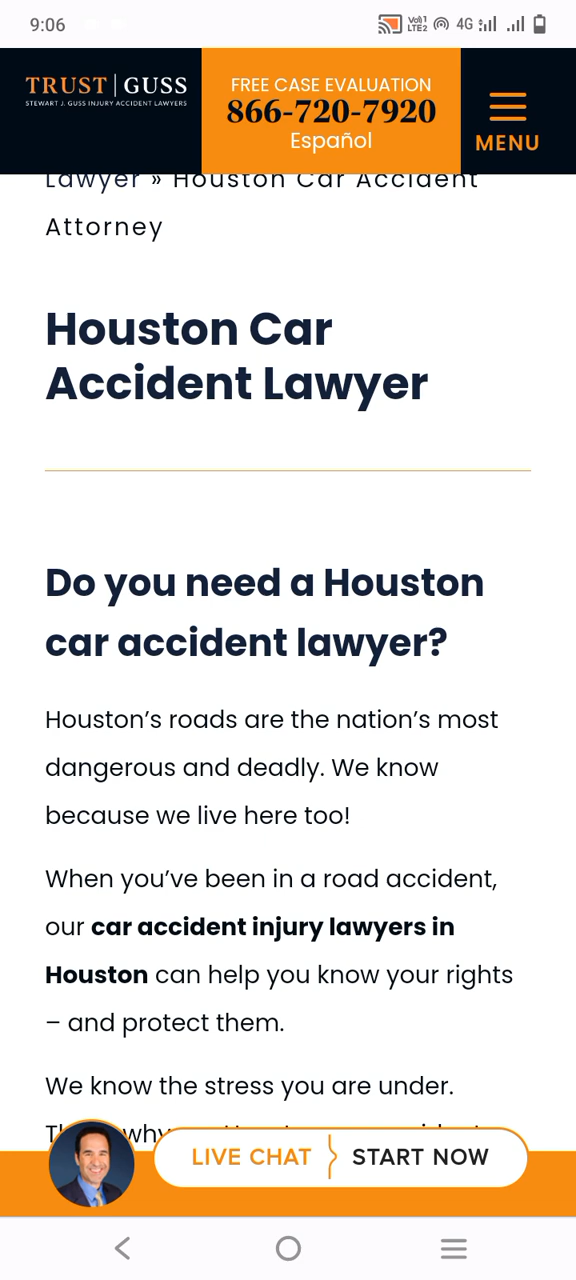 9:06
Vo1 LTE2 4G
TRUST | GUSS
STEWART J. GUSS INJURY ACCIDENT LAWYERS
FREE CASE EVALUATION
866-720-7920
Español
MENU
Lawyer » Houston Car Accident
Attorney
Houston Car
Accident Lawyer
Do you need a Houston
car accident lawyer?
Houston’s roads are the nation’s most
dangerous and deadly. We know
because we live here too!
When you’ve been in a road accident,
our car accident injury lawyers in
Houston can help you know your rights
– and protect them.
We know the stress you are under.
why
LIVE CHAT START NOW